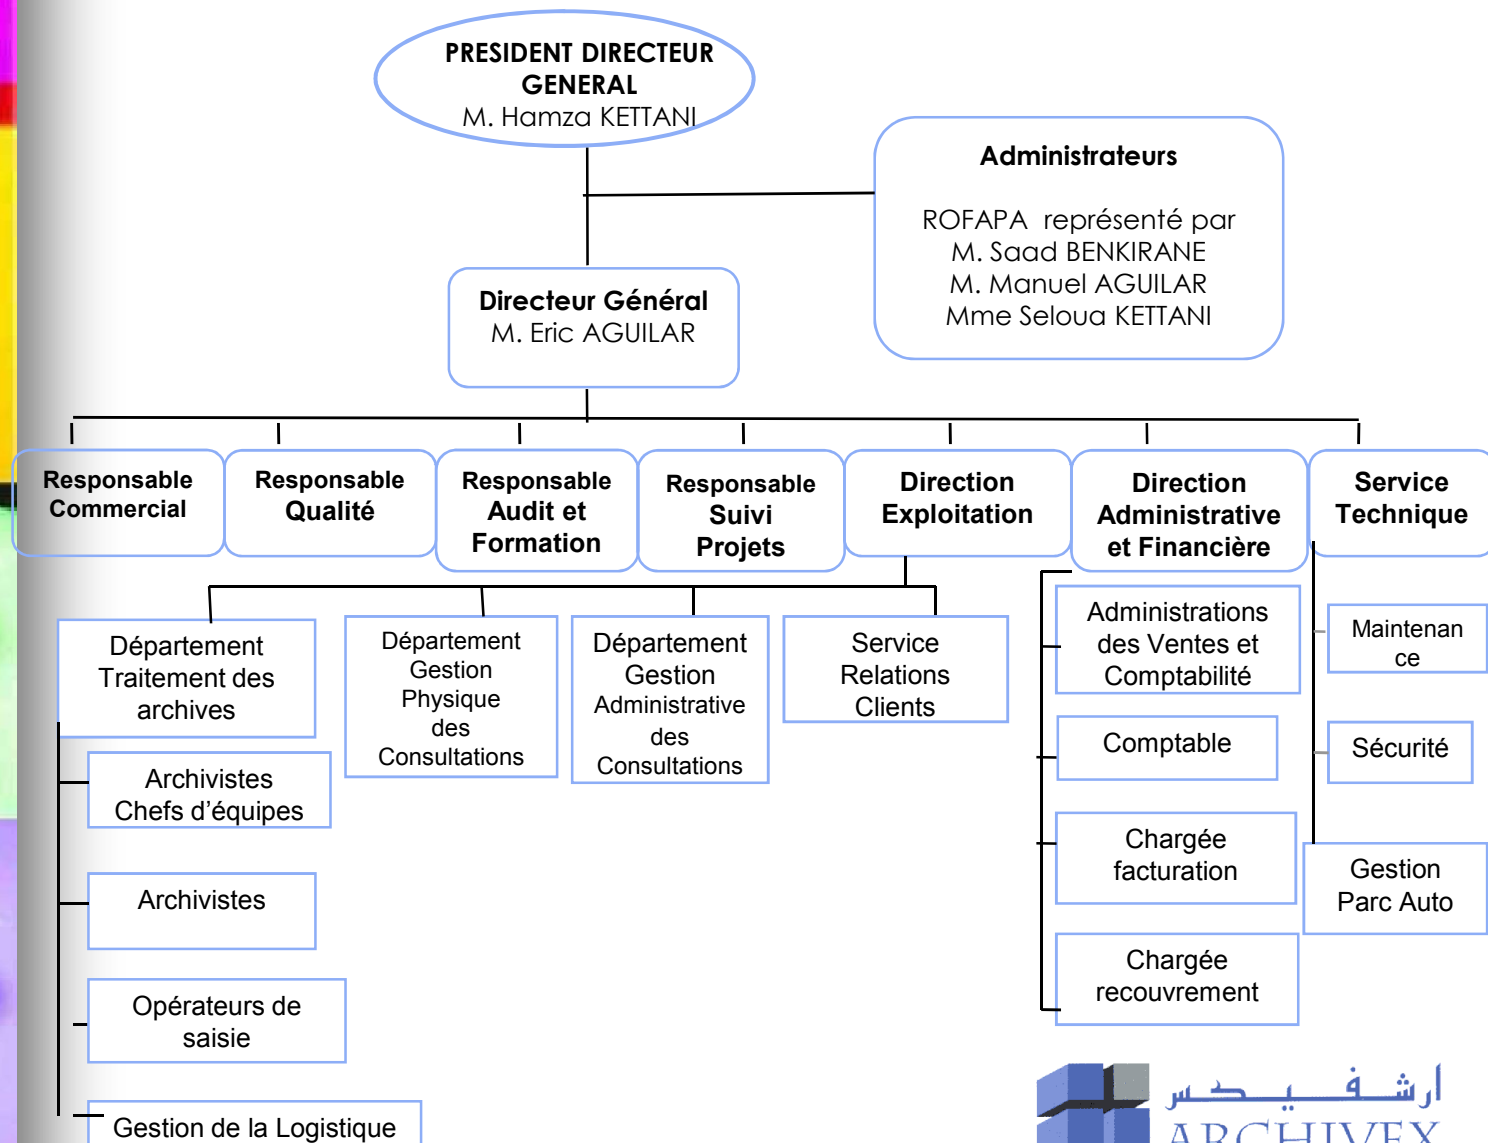 PRESIDENT DIRECTEUR
GENERAL
M. Hamza KETTANI
Administrateurs
ROFAPA représenté par
M. Saad BENKIRANE
M. Manuel AGUILAR
Mme Seloua KETTANI
Directeur Général
M. Eric AGUILAR
Responsable
Commercial
Responsable
Qualité
Responsable
Audit et
Formation
Responsable
Suivi
Projets
Direction
Exploitation
Direction
Administrative
et Financière
Service
Technique
Département
Traitement des
archives
Département
Gestion
Physique
des
Consultations
Département
Gestion
Administrative
des
Consultations
Service
Relations
Clients
Administrations
des Ventes et
Comptabilité
Maintenan
ce
Archivistes
Chefs d'équipes
Comptable
Sécurité
Archivistes
Chargée
facturation
Gestion
Parc Auto
Opérateurs de
saisie
Chargée
recouvrement
Gestion de la Logistique
ارشفيكس
ARCHIVEX